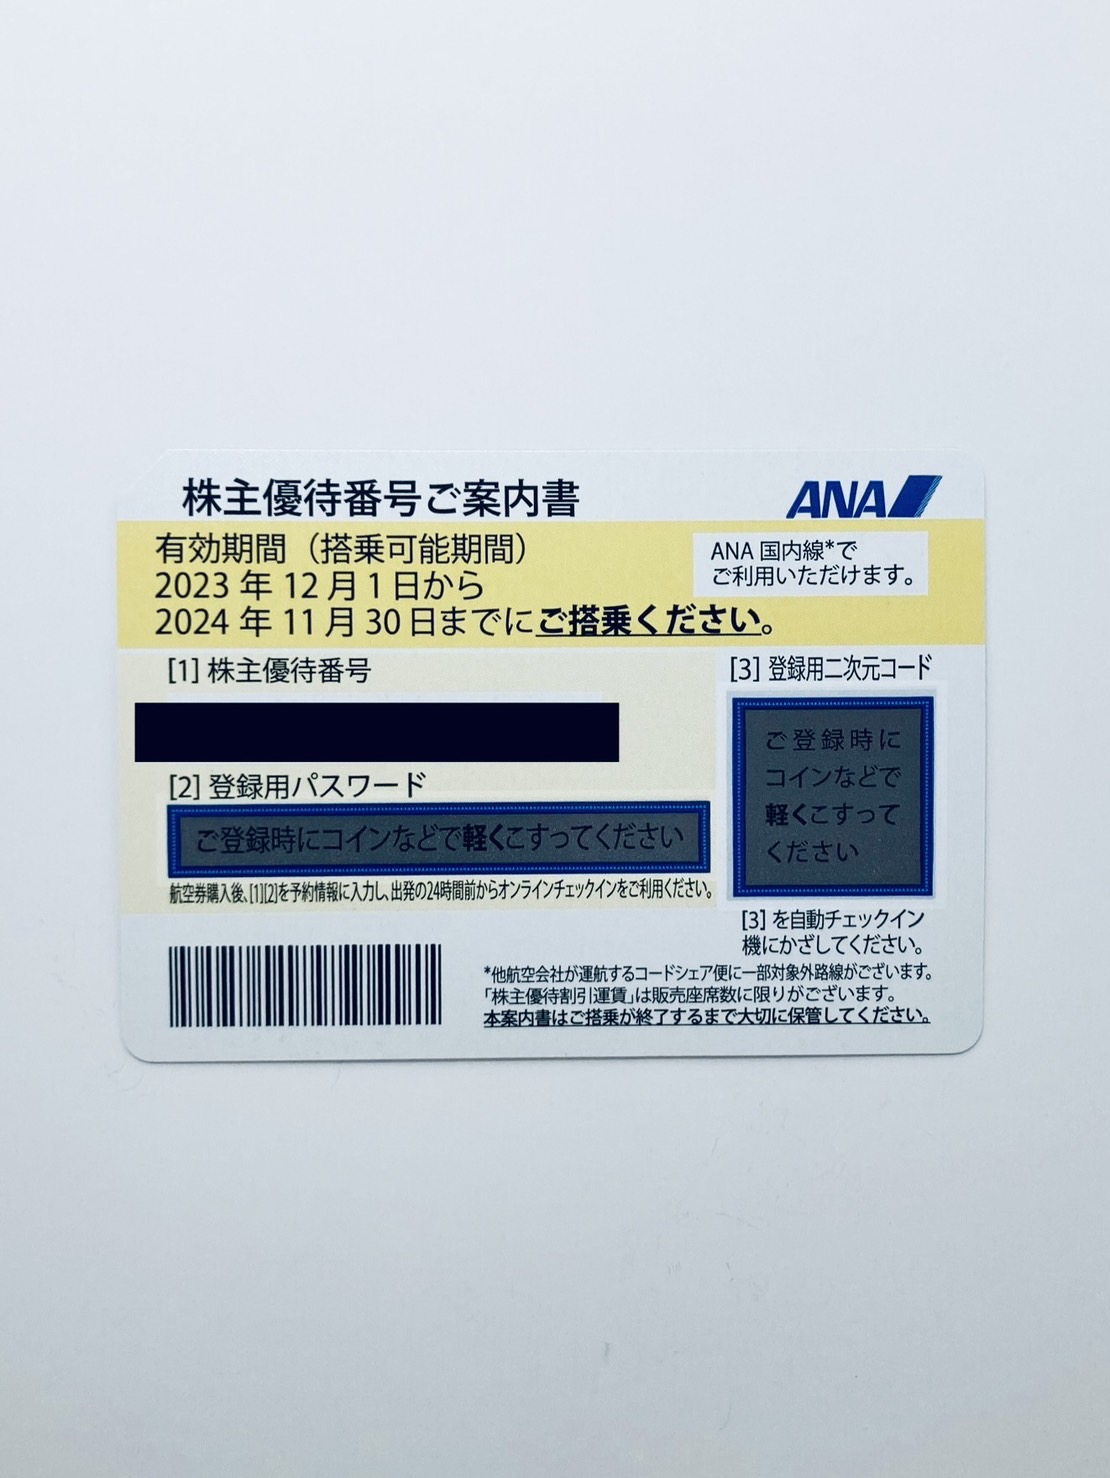 株主優待番号ご案内書
ANA
有効期間（搭乗可能期間）
2023 年 12 月 1 日から
2024 年 11 月 30 日までにご搭乗ください。
ANA 国内線*で
ご利用いただけます。
[1] 株主優待番号
[2] 登録用パスワード
ご登録時にコインなどで軽くこすってください
航空券購入後、[1][2]を予約情報に入力し、出発の24時間前からオンラインチェックインをご利用ください。
[3] 登録用二次元コード
ご登録時に
コインなどで
軽くこすって
ください
[3] を自動チェックイン
機にかざしてください。
*他航空会社が運航するコードシェア便に一部対象外路線がございます。
「株主優待割引運賃」は販売座席数に限りがございます。
本案内書はご搭乗が終了するまで大切に保管してください。